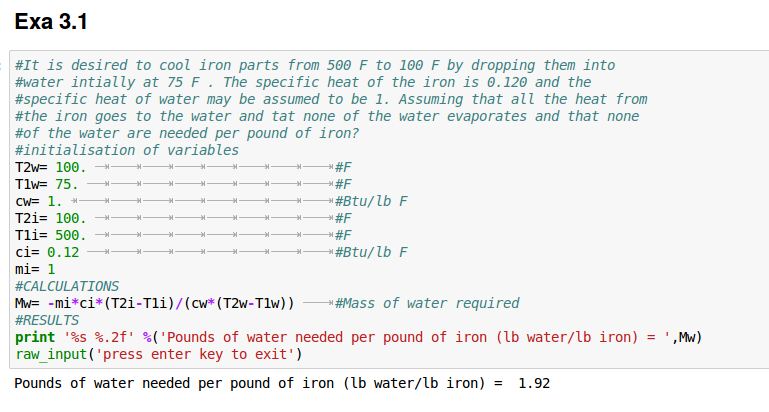 Exa 3.1
#It is desired to cool iron parts from 500 F to 100 F by dropping them into
#water intially at 75 F . The specific heat of the iron is 0.120 and the
#specific heat of water may be assumed to be 1. Assuming that all the heat from
#the iron goes to the water and tat none of the water evaporates and that none
#of the water are needed per pound of iron?
#initialisation of variables
T2w= 100. #F
T1w= 75. #F
cw= 1. #Btu/lb F
T2i= 100. #F
T1i= 500. #F
ci= 0.12 #Btu/lb F
mi= 1
#CALCULATIONS
Mw= -mi*ci*(T2i-T1i)/(cw*(T2w-T1w)) #Mass of water required
#RESULTS
print '%s %.2f' %('Pounds of water needed per pound of iron (lb water/lb iron) = ',Mw)
raw_input('press enter key to exit')
Pounds of water needed per pound of iron (lb water/lb iron) =  1.92